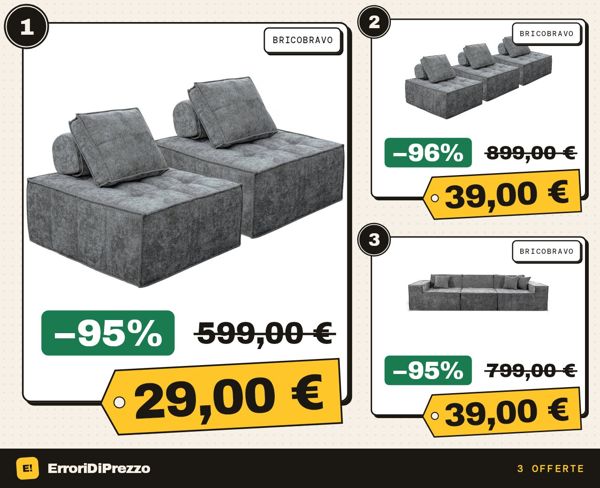 1
BRICOBRAVO
–95%
599,00 €
29,00 €
2
BRICOBRAVO
–96%
899,00 €
39,00 €
3
BRICOBRAVO
–95%
799,00 €
39,00 €
E!
ErroriDiPrezzo
3 OFFERTE